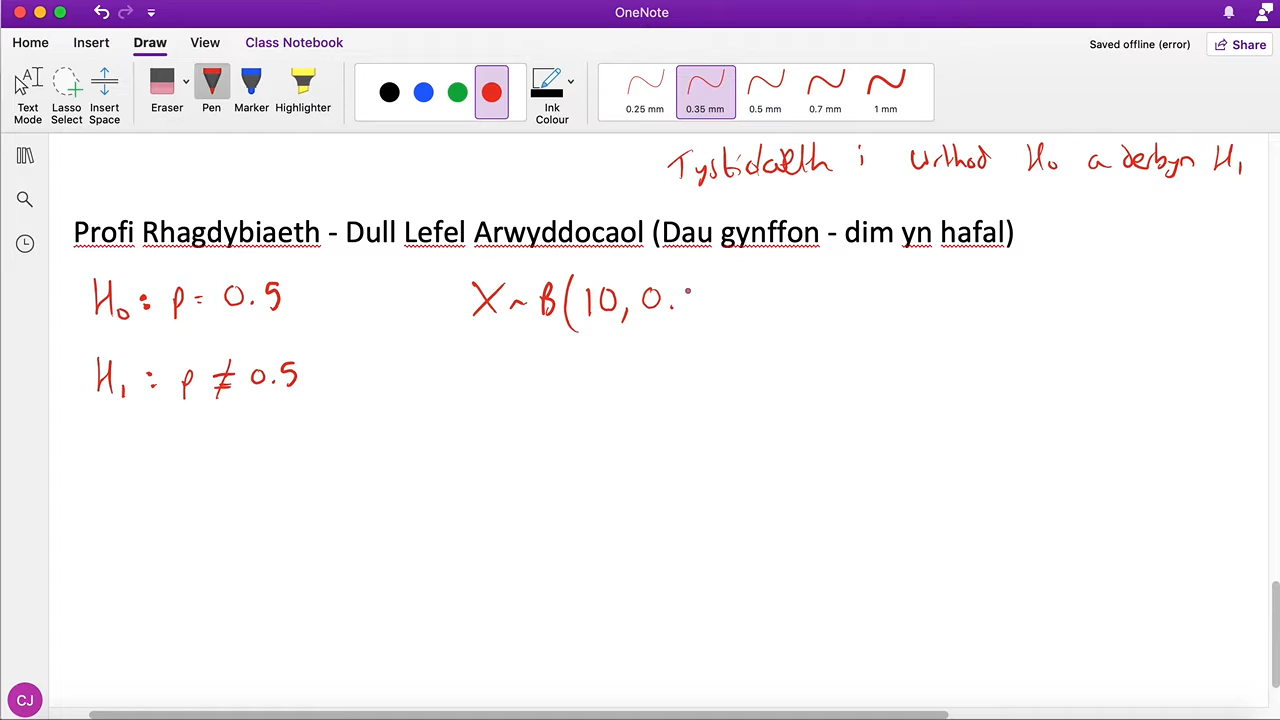 OneNote
Home Insert Draw View Class Notebook Saved offline (error) Share
Text Mode Lasso Select Insert Space Eraser Pen Marker Highlighter Ink Colour 0.25 mm 0.35 mm 0.5 mm 0.7 mm 1 mm
Tystiolaeth i wrthod H₀ a derbyn H₁
Profi Rhagdybiaeth - Dull Lefel Arwyddocaol (Dau gynffon - dim yn hafal)
H₀ : p = 0.5 X ~ B(10, 0.
H₁ : p ≠ 0.5
CJ